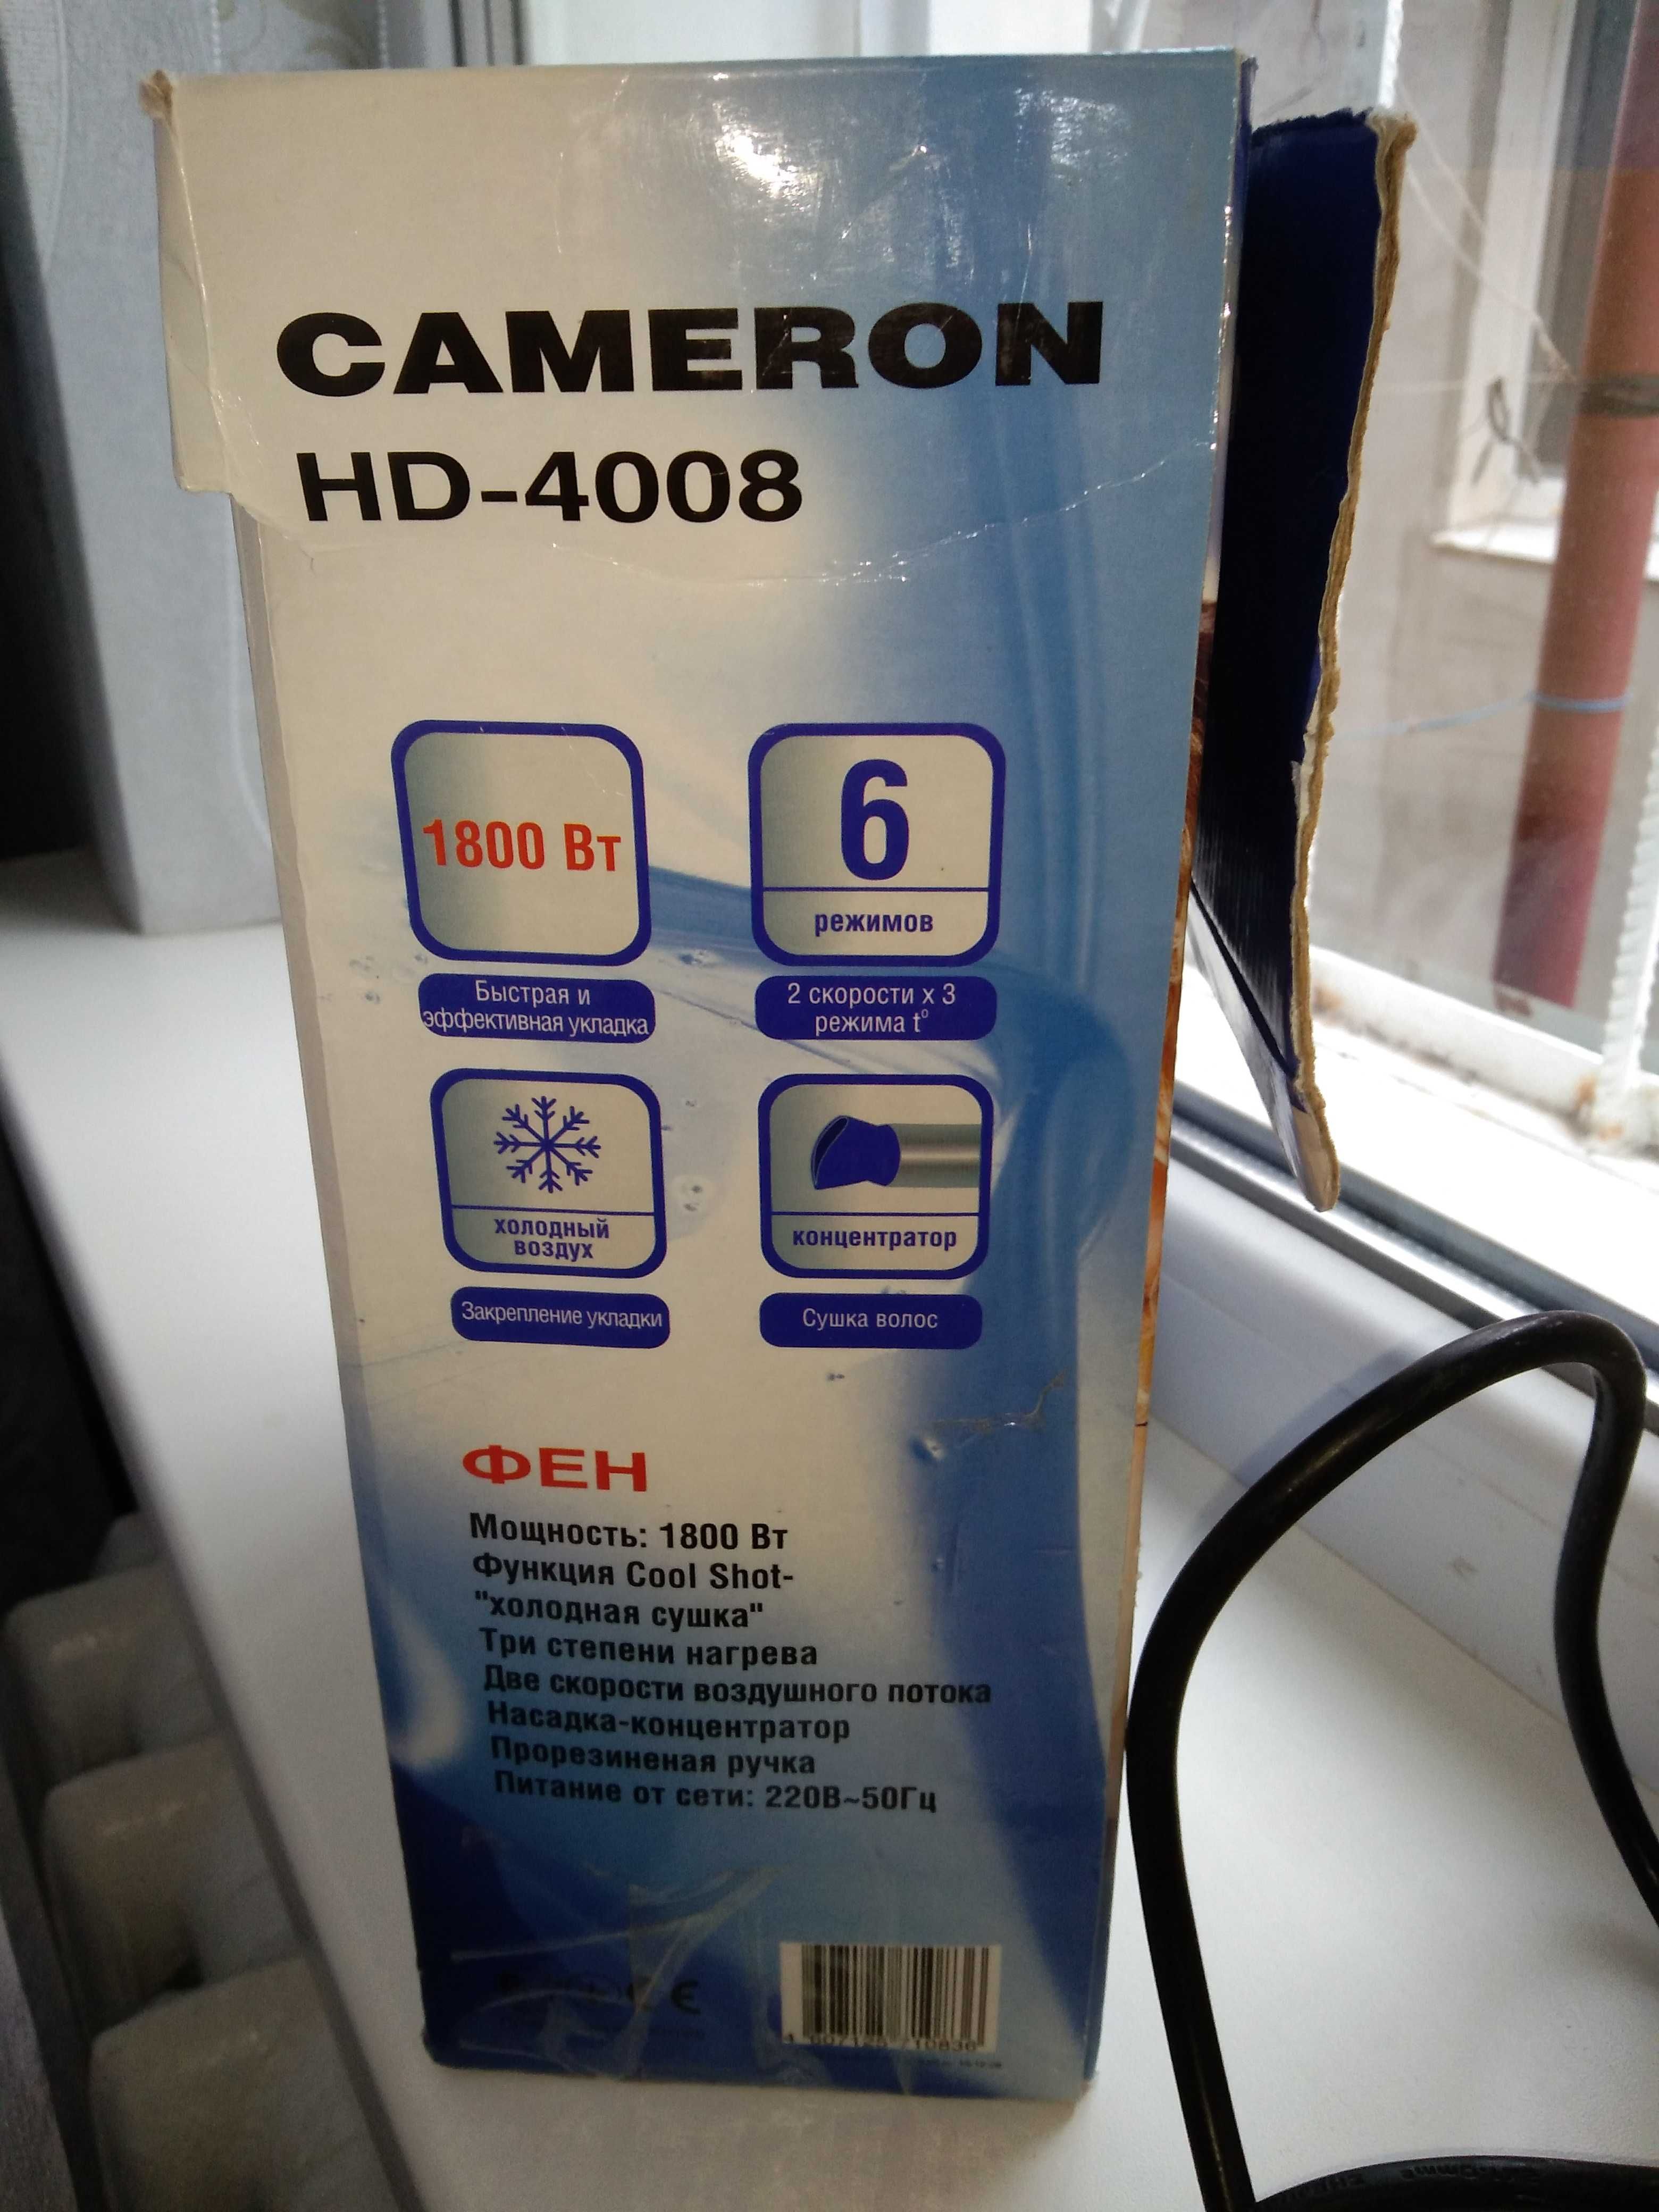 CAMERON
HD-4008
1800 Вт
6
режимов
Быстрая и
эффективная укладка
2 скорости х 3
режима t°
холодный
воздух
концентратор
Закрепление укладки
Сушка волос
ФЕН
Мощность: 1800 Вт
Функция Cool Shot-
"холодная сушка"
Три степени нагрева
Две скорости воздушного потока
Насадка-концентратор
Прорезиненая ручка
Питание от сети: 220В~50Гц
CE